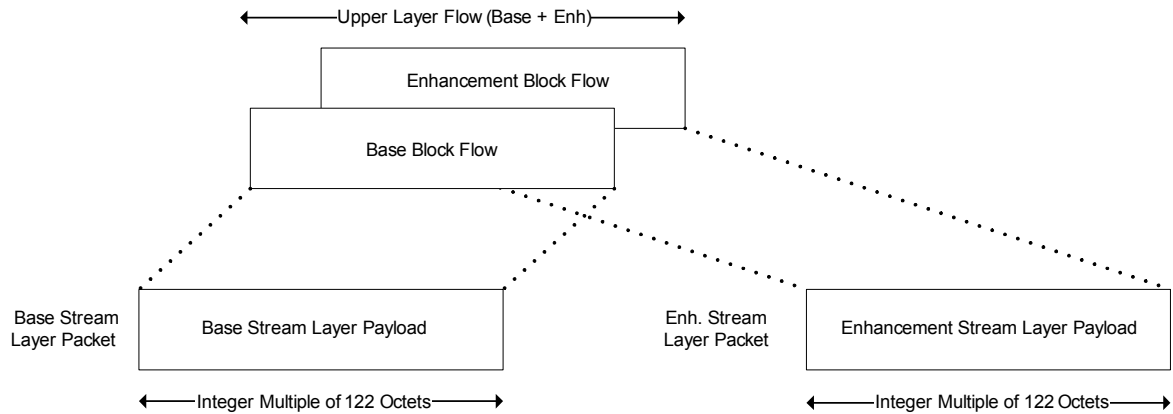 Upper Layer Flow (Base + Enh)
Enhancement Block Flow
Base Block Flow
Base Stream
Layer Packet
Base Stream Layer Payload
Enh. Stream
Layer Packet
Enhancement Stream Layer Payload
Integer Multiple of 122 Octets
Integer Multiple of 122 Octets